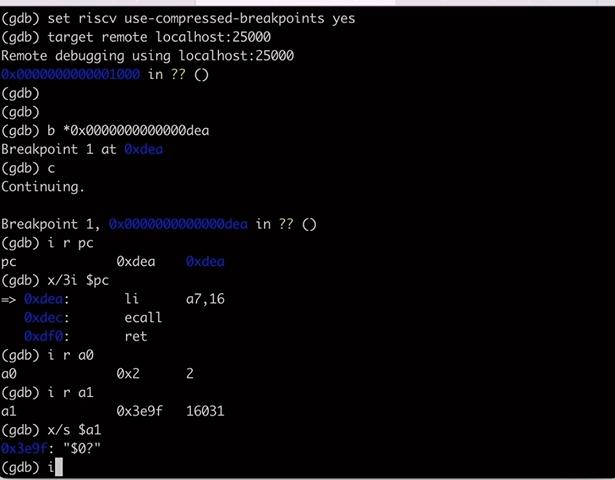 (gdb) set riscv use-compressed-breakpoints yes
(gdb) target remote localhost:25000
Remote debugging using localhost:25000
0x0000000000001000 in ?? ()
(gdb)
(gdb)
(gdb) b *0x0000000000000dea
Breakpoint 1 at 0xdea
(gdb) c
Continuing.
Breakpoint 1, 0x0000000000000dea in ?? ()
(gdb) i r pc
pc 0xdea 0xdea
(gdb) x/3i $pc
=> 0xdea: li a7,16
0xdec: ecall
0xdf0: ret
(gdb) i r a0
a0 0x2 2
(gdb) i r a1
a1 0x3e9f 16031
(gdb) x/s $a1
0x3e9f: "$0?"
(gdb) i